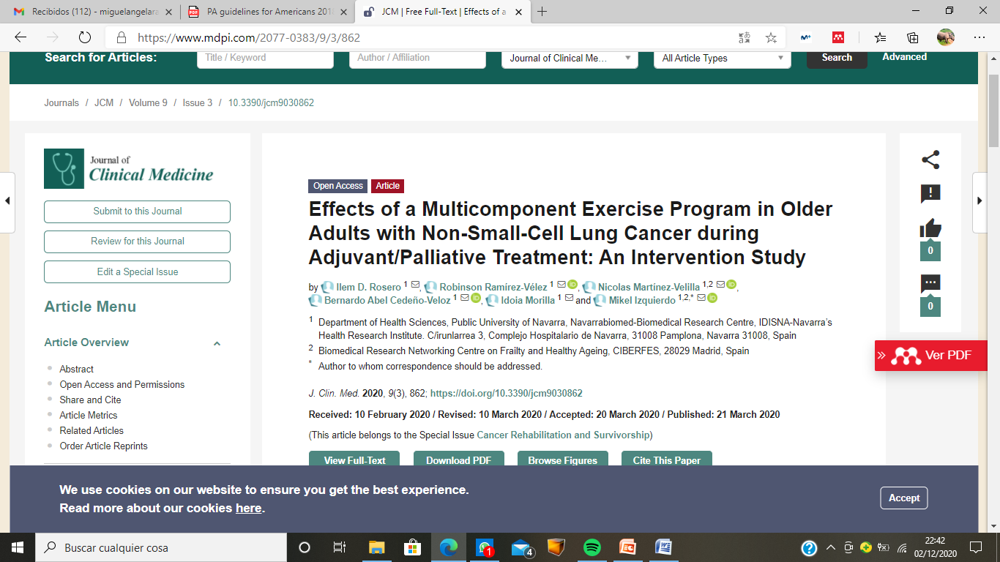 Recibidos (112) - miguelangelara
PA guidelines for Americans 201
JCM | Free Full-Text | Effects of a
https://www.mdpi.com/2077-0383/9/3/862
Search for Articles:
Title / Keyword
Author / Affiliation
Journal of Clinical Me...
All Article Types
Search
Advanced
Journals / JCM / Volume 9 / Issue 3 / 10.3390/jcm9030862
Journal of
Clinical Medicine
Submit to this Journal
Review for this Journal
Edit a Special Issue
Article Menu
Article Overview
Abstract
Open Access and Permissions
Share and Cite
Article Metrics
Related Articles
Order Article Reprints
Open Access Article
Effects of a Multicomponent Exercise Program in Older
Adults with Non-Small-Cell Lung Cancer during
Adjuvant/Palliative Treatment: An Intervention Study
by Ilem D. Rosero 1, Robinson Ramírez-Vélez 1 iD, Nicolas Martínez-Velilla 1,2 iD,
Bernardo Abel Cedeño-Veloz 1 iD, Idoia Morilla 1 and Mikel Izquierdo 1,2,* iD
1 Department of Health Sciences, Public University of Navarra, Navarrabiomed-Biomedical Research Centre, IDISNA-Navarra's
Health Research Institute. C/irunlarrea 3, Complejo Hospitalario de Navarra, 31008 Pamplona, Navarra 31008, Spain
2 Biomedical Research Networking Centre on Frailty and Healthy Ageing, CIBERFES, 28029 Madrid, Spain
* Author to whom correspondence should be addressed.
J. Clin. Med. 2020, 9(3), 862; https://doi.org/10.3390/jcm9030862
Received: 10 February 2020 / Revised: 10 March 2020 / Accepted: 20 March 2020 / Published: 21 March 2020
(This article belongs to the Special Issue Cancer Rehabilitation and Survivorship)
View Full-Text
Download PDF
Browse Figures
Cite This Paper
0
0
Ver PDF
We use cookies on our website to ensure you get the best experience.
Read more about our cookies here.
Accept
Buscar cualquier cosa
1
4
22:42
02/12/2020